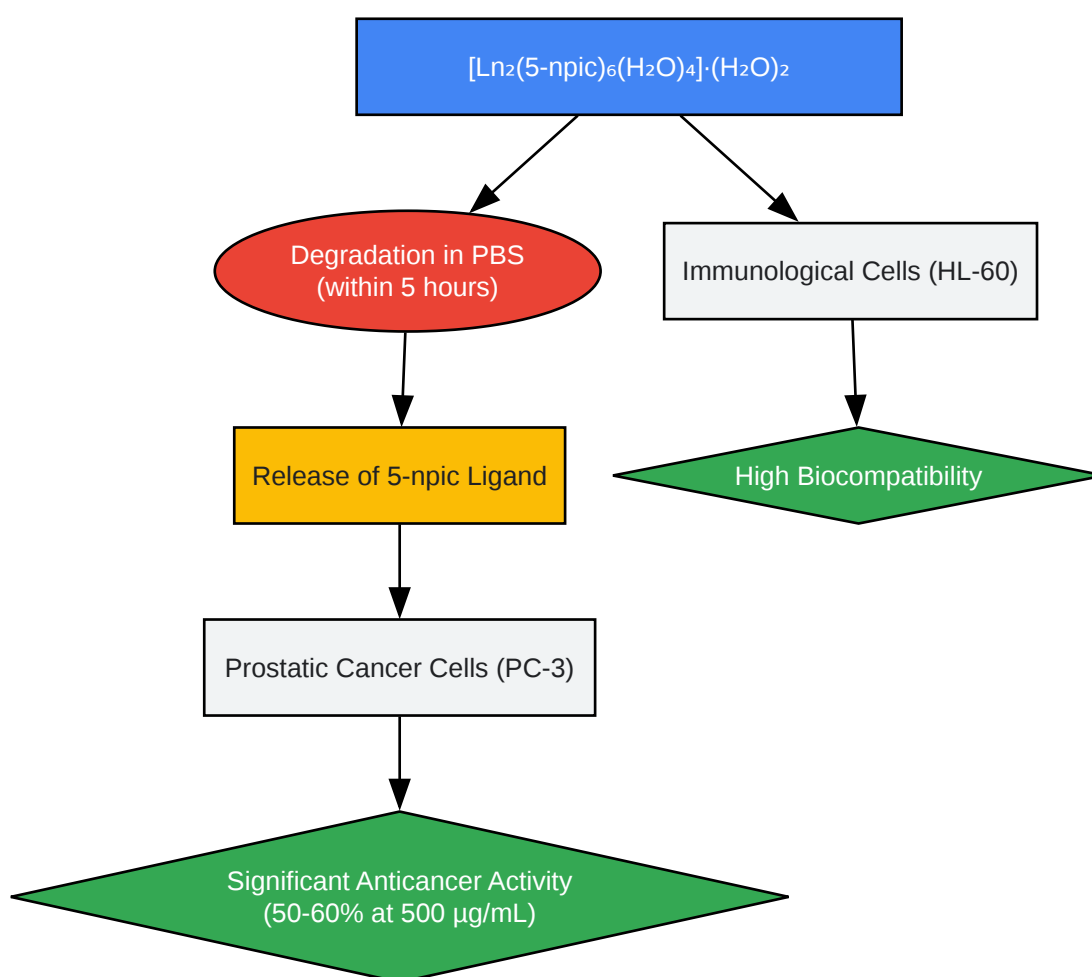 [Ln₂(5-npic)₆(H₂O)₄]·(H₂O)₂
Degradation in PBS
(within 5 hours)
Immunological Cells (HL-60)
Release of 5-npic Ligand
High Biocompatibility
Prostatic Cancer Cells (PC-3)
Significant Anticancer Activity
(50-60% at 500 µg/mL)